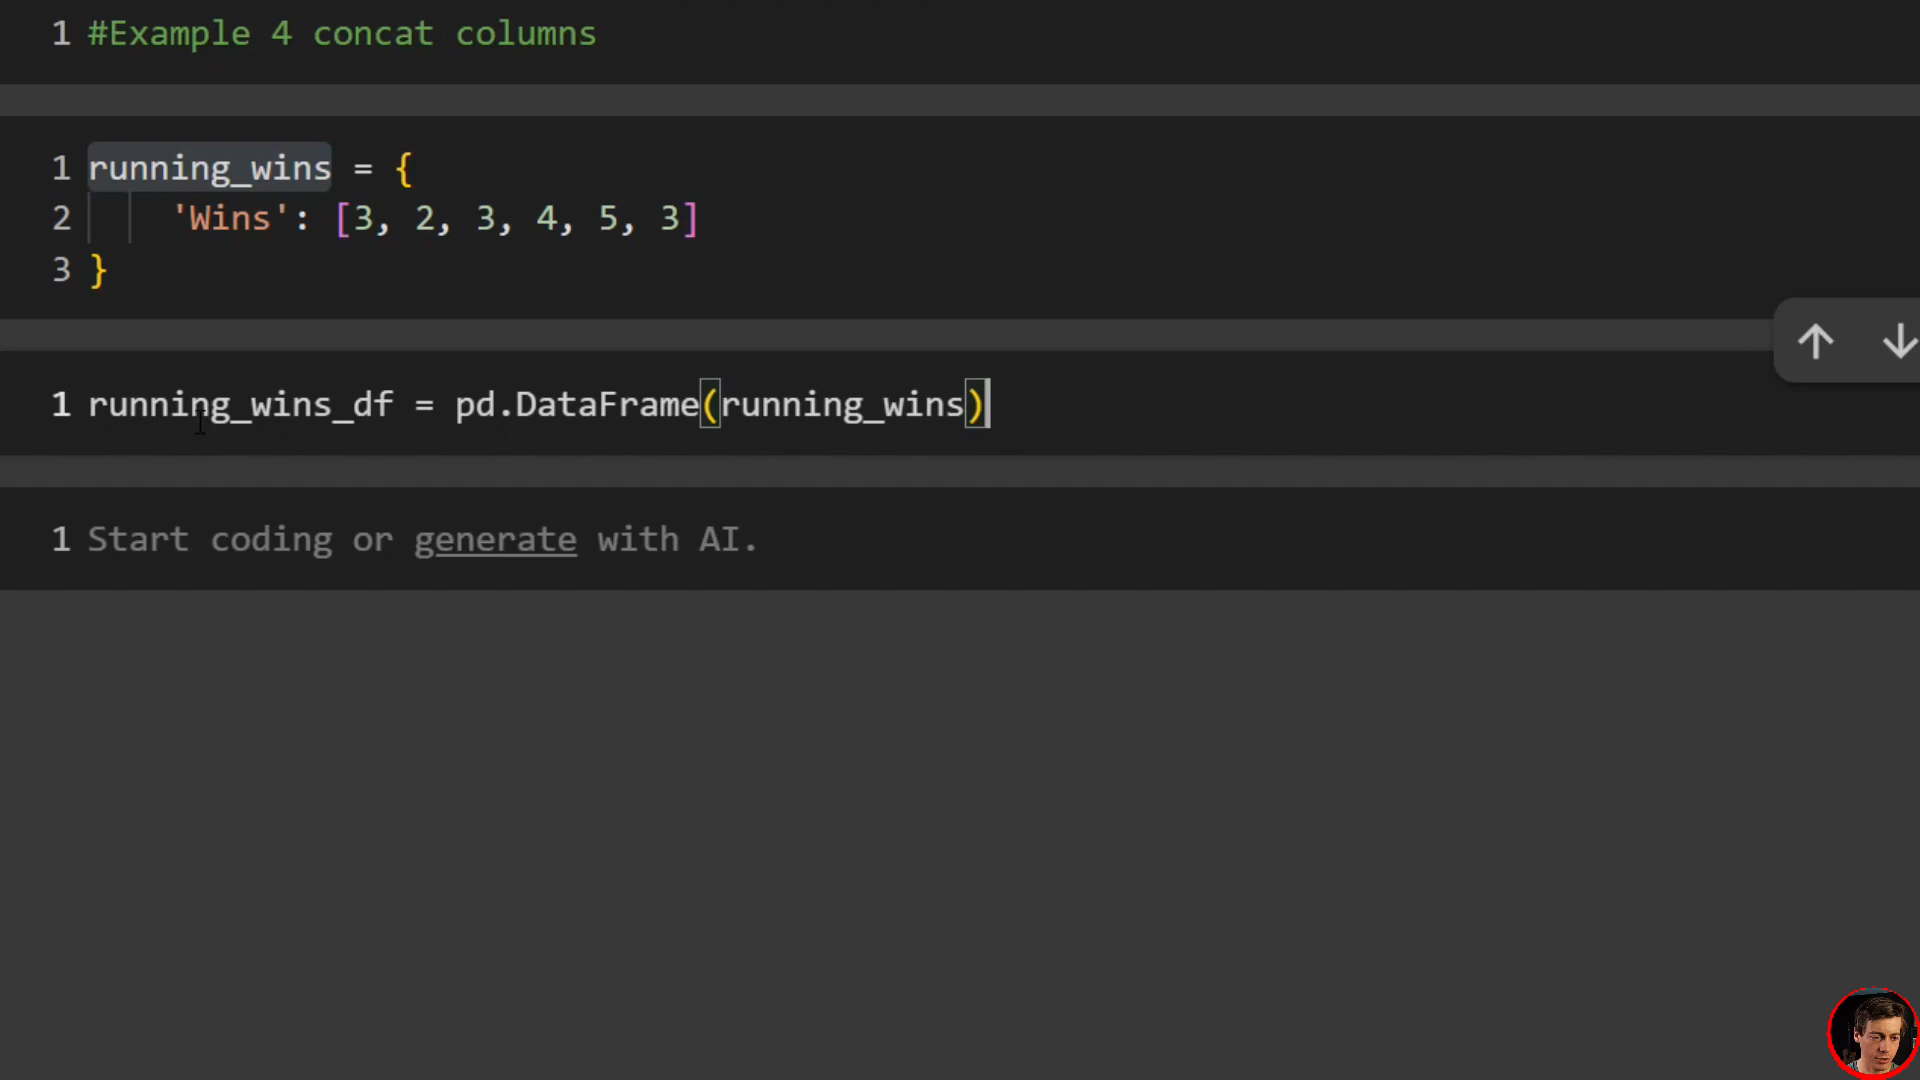 1 #Example 4 concat columns
1 running_wins = {
2 'Wins': [3, 2, 3, 4, 5, 3]
3 }
1 running_wins_df = pd.DataFrame(running_wins)
1 Start coding or generate with AI.